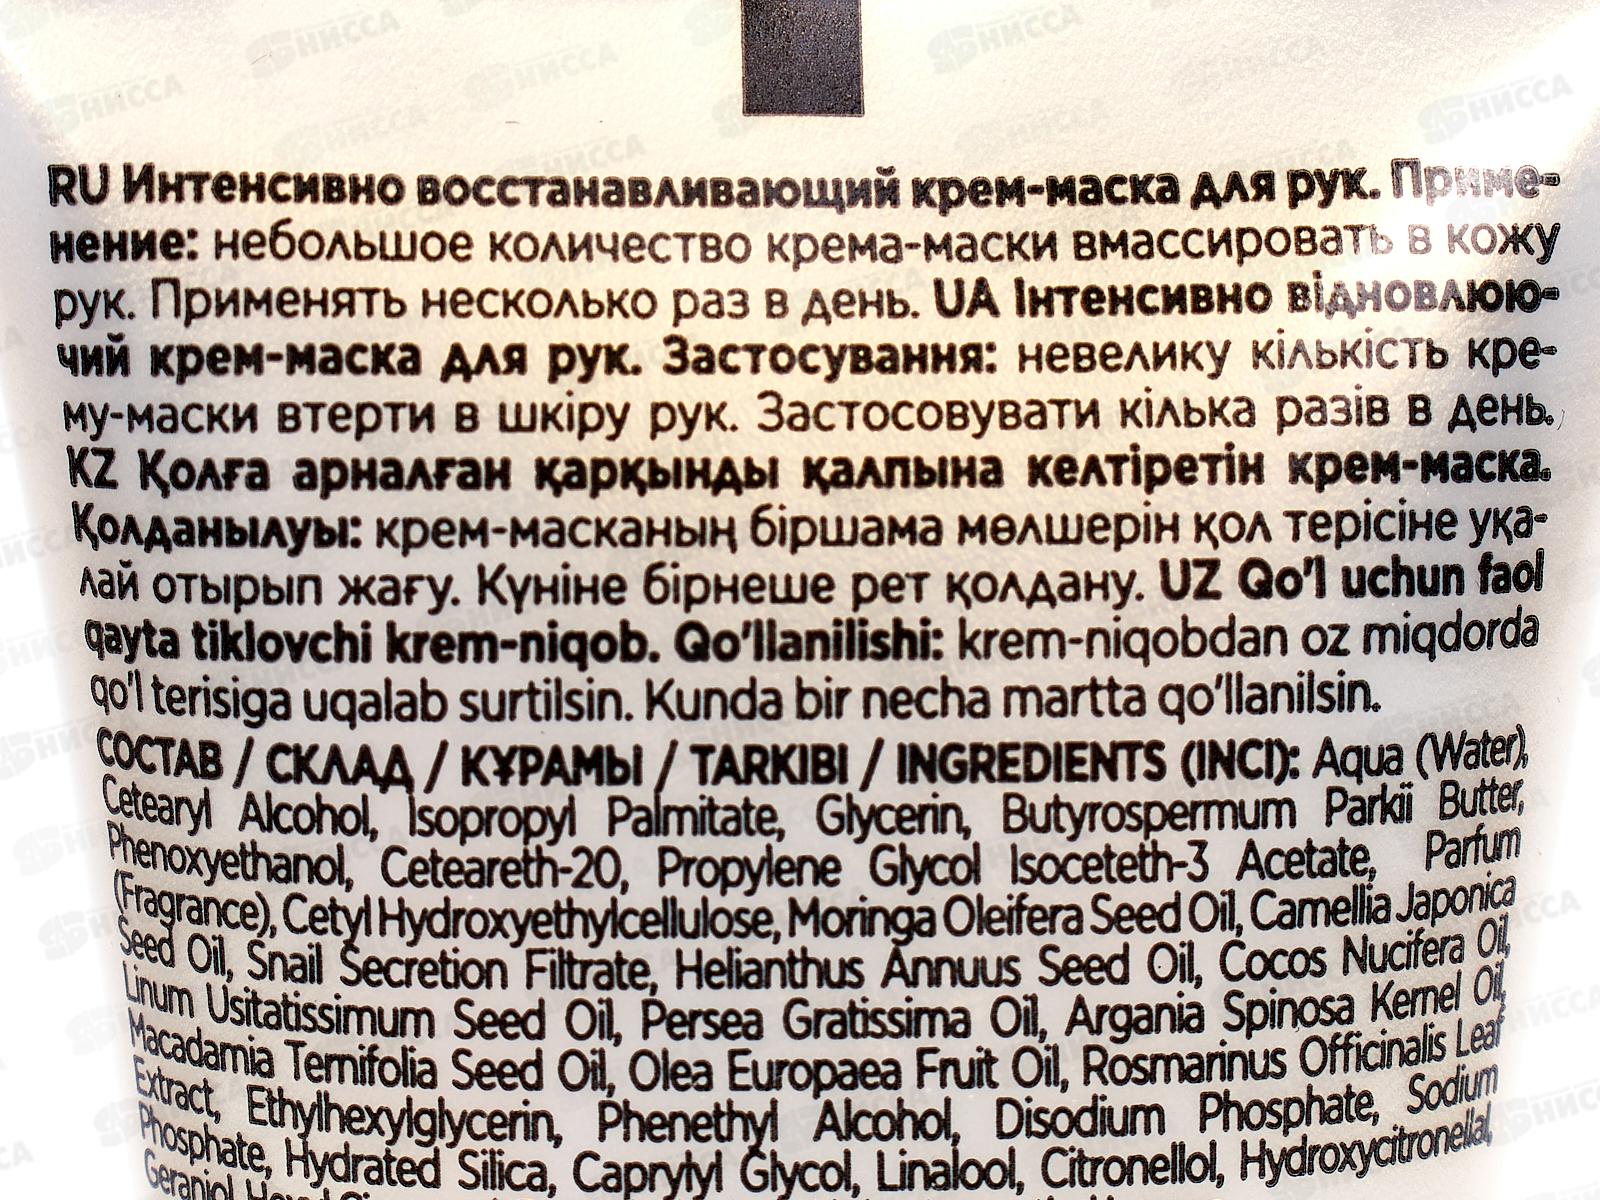 RU Интенсивно восстанавливающий крем-маска для рук. Приме-
нение: небольшое количество крема-маски вмассировать в кожу
рук. Применять несколько раз в день. UA Інтенсивно відновлюю-
чий крем-маска для рук. Застосування: невелику кількість кре-
му-маски втерти в шкіру рук. Застосовувати кілька разів в день.
KZ Қолға арналған қарқынды қалпына келтіретін крем-маска.
Қолданылуы: крем-масканың біршама мөлшерін қол терісіне уқа-
лай отырып жағу. Күніне бірнеше рет қолдану. UZ Qo'l uchun faol
qayta tiklovchi krem-niqob. Qo'llanilishi: krem-niqobdan oz miqdorda
qo'l terisiga uqalab surtilsin. Kunda bir necha martta qo'llanilsin.
СОСТАВ / СКЛАД / ҚҰРАМЫ / TARKIBI / INGREDIENTS (INCI): Aqua (Water),
Cetearyl Alcohol, Isopropyl Palmitate, Glycerin, Butyrospermum Parkii Butter,
Phenoxyethanol, Ceteareth-20, Propylene Glycol Isoceteth-3 Acetate, Parfum
(Fragrance), Cetyl Hydroxyethylcellulose, Moringa Oleifera Seed Oil, Camellia Japonica
Seed Oil, Snail Secretion Filtrate, Helianthus Annuus Seed Oil, Cocos Nucifera Oil,
Linum Usitatissimum Seed Oil, Persea Gratissima Oil, Argania Spinosa Kernel Oil,
Macadamia Ternifolia Seed Oil, Olea Europaea Fruit Oil, Rosmarinus Officinalis Leaf
Extract, Ethylhexylglycerin, Phenethyl Alcohol, Disodium Phosphate, Sodium
Phosphate, Hydrated Silica, Caprylyl Glycol, Linalool, Citronellol, Hydroxycitronellal,
Geraniol